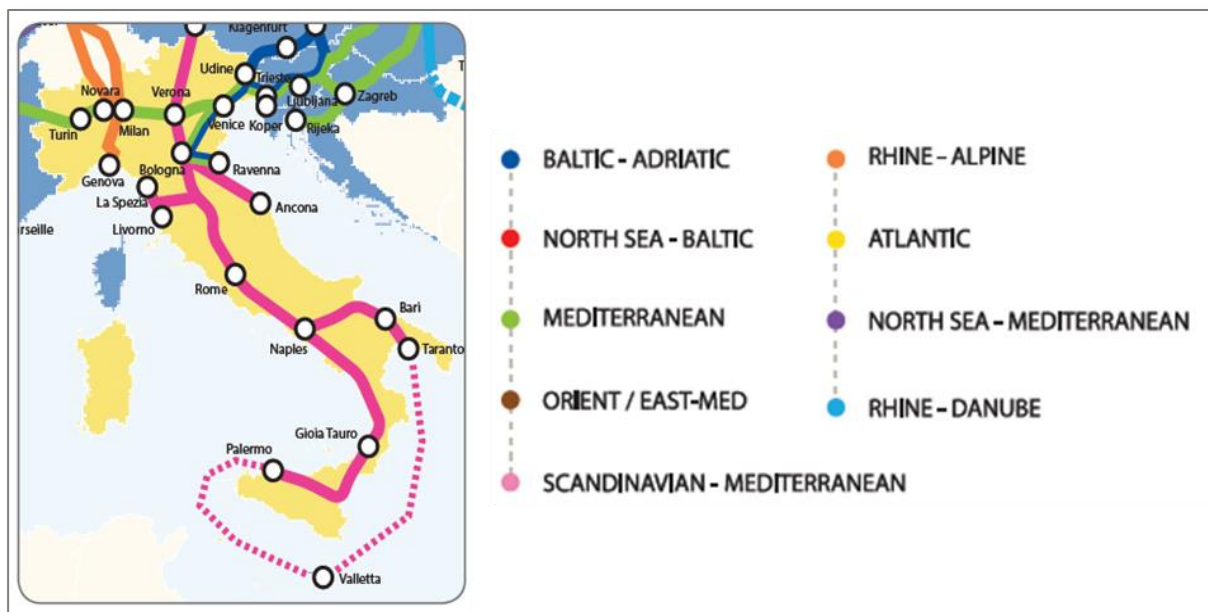 Klagenfurt
Udine
Trieste
Novara
Verona
Ljubljana
Zagreb
Turin
Milan
Venice
Koper
Rijeka
Bologna
Genova
Ravenna
La Spezia
Ancona
Livorno
Rome
Bari
Naples
Taranto
Gioia Tauro
Palermo
Valletta
BALTIC - ADRIATIC
NORTH SEA - BALTIC
MEDITERRANEAN
ORIENT / EAST-MED
SCANDINAVIAN - MEDITERRANEAN
RHINE - ALPINE
ATLANTIC
NORTH SEA - MEDITERRANEAN
RHINE - DANUBE